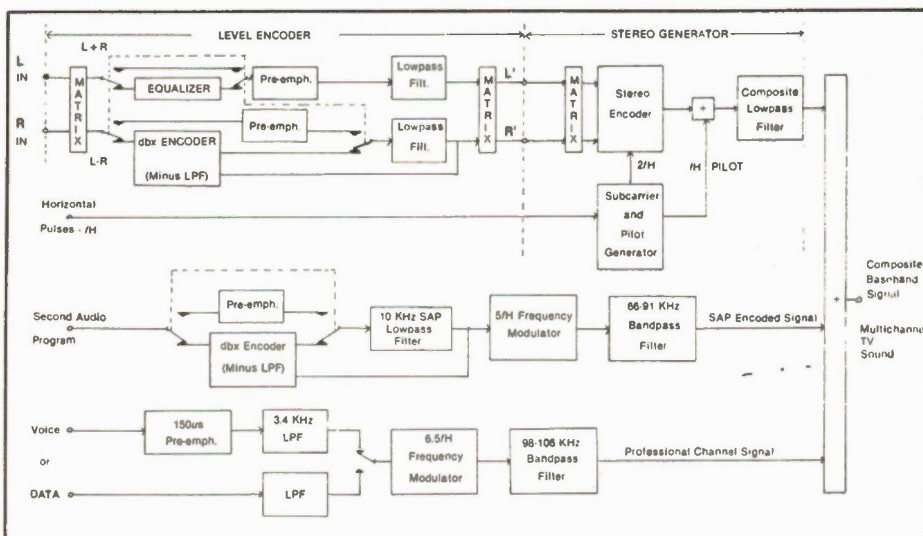 LEVEL ENCODER
STEREO GENERATOR
L
IN
R
IN
L + R
L-R
MATRIX
EQUALIZER
Pre-emph.
Lowpass
Filt.
Pre-emph.
dbx ENCODER
(Minus LPF)
Lowpass
Filt.
MATRIX
L'
R'
MATRIX
Stereo
Encoder
+
Composite
Lowpass
Filter
2/H
/H
PILOT
Horizontal
Pulses - /H
Subcarrier
and
Pilot
Generator
Second Audio
Program
Pre-emph.
dbx Encoder
(Minus LPF)
10 KHz SAP
Lowpass
Filter
5/H Frequency
Modulator
66-91 KHz
Bandpass
Filter
SAP Encoded Signal
+
Composite
Baseband
Signal
Multichannel
TV
Sound
Voice
or
DATA
150us
Pre-emph.
3.4 KHz
LPF
LPF
6.5/H
Frequency
Modulator
98-106 KHz
Bandpass
Filter
Professional Channel Signal